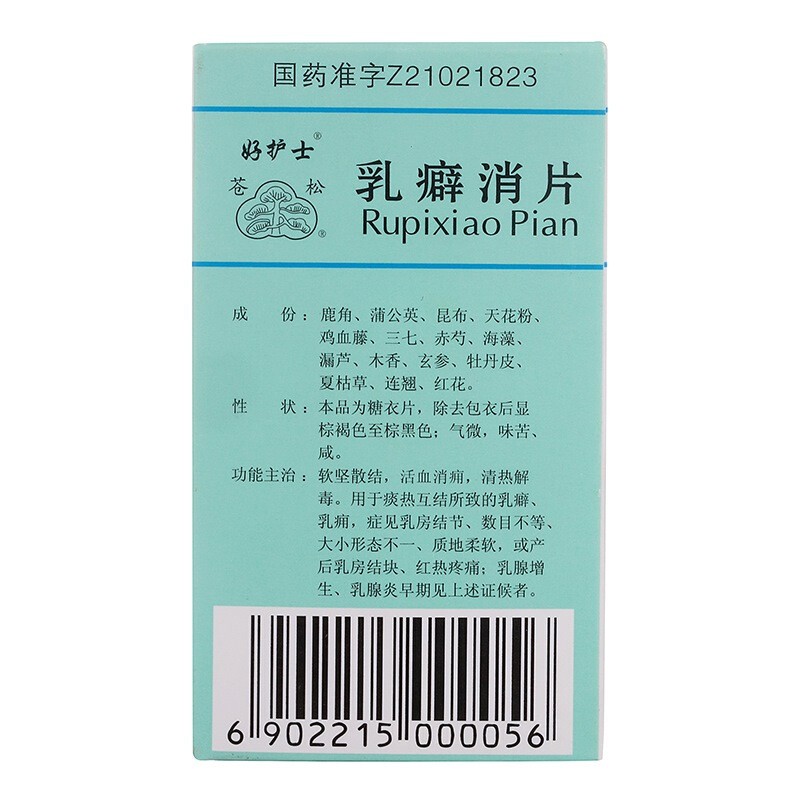 国药准字Z21021823
好护士®
苍松®
乳癖消片
Rupixiao Pian
成 份：鹿角、蒲公英、昆布、天花粉、
鸡血藤、三七、赤芍、海藻、
漏芦、木香、玄参、牡丹皮、
夏枯草、连翘、红花。
性 状：本品为糖衣片，除去包衣后显
棕褐色至棕黑色；气微，味苦、
咸。
功能主治：软坚散结，活血消痈，清热解
毒。用于痰热互结所致的乳癖、
乳痈，症见乳房结节、数目不等、
大小形态不一、质地柔软，或产
后乳房结块、红热疼痛；乳腺增
生、乳腺炎早期见上述证候者。
6 902215 000056